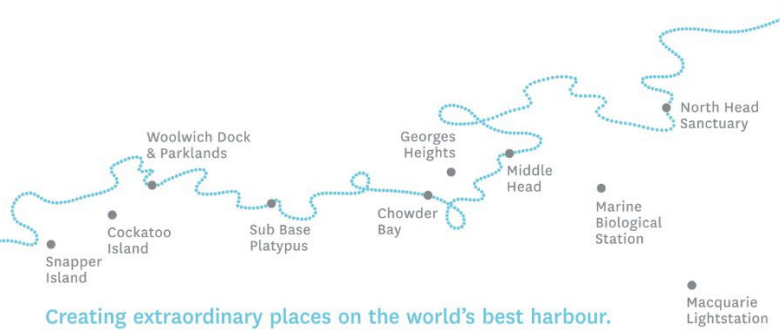 North Head
Sanctuary
Woolwich Dock
& Parklands
Georges
Heights
Middle
Head
Marine
Biological
Station
Chowder
Bay
Sub Base
Platypus
Cockatoo
Island
Snapper
Island
Macquarie
Lightstation
Creating extraordinary places on the world's best harbour.